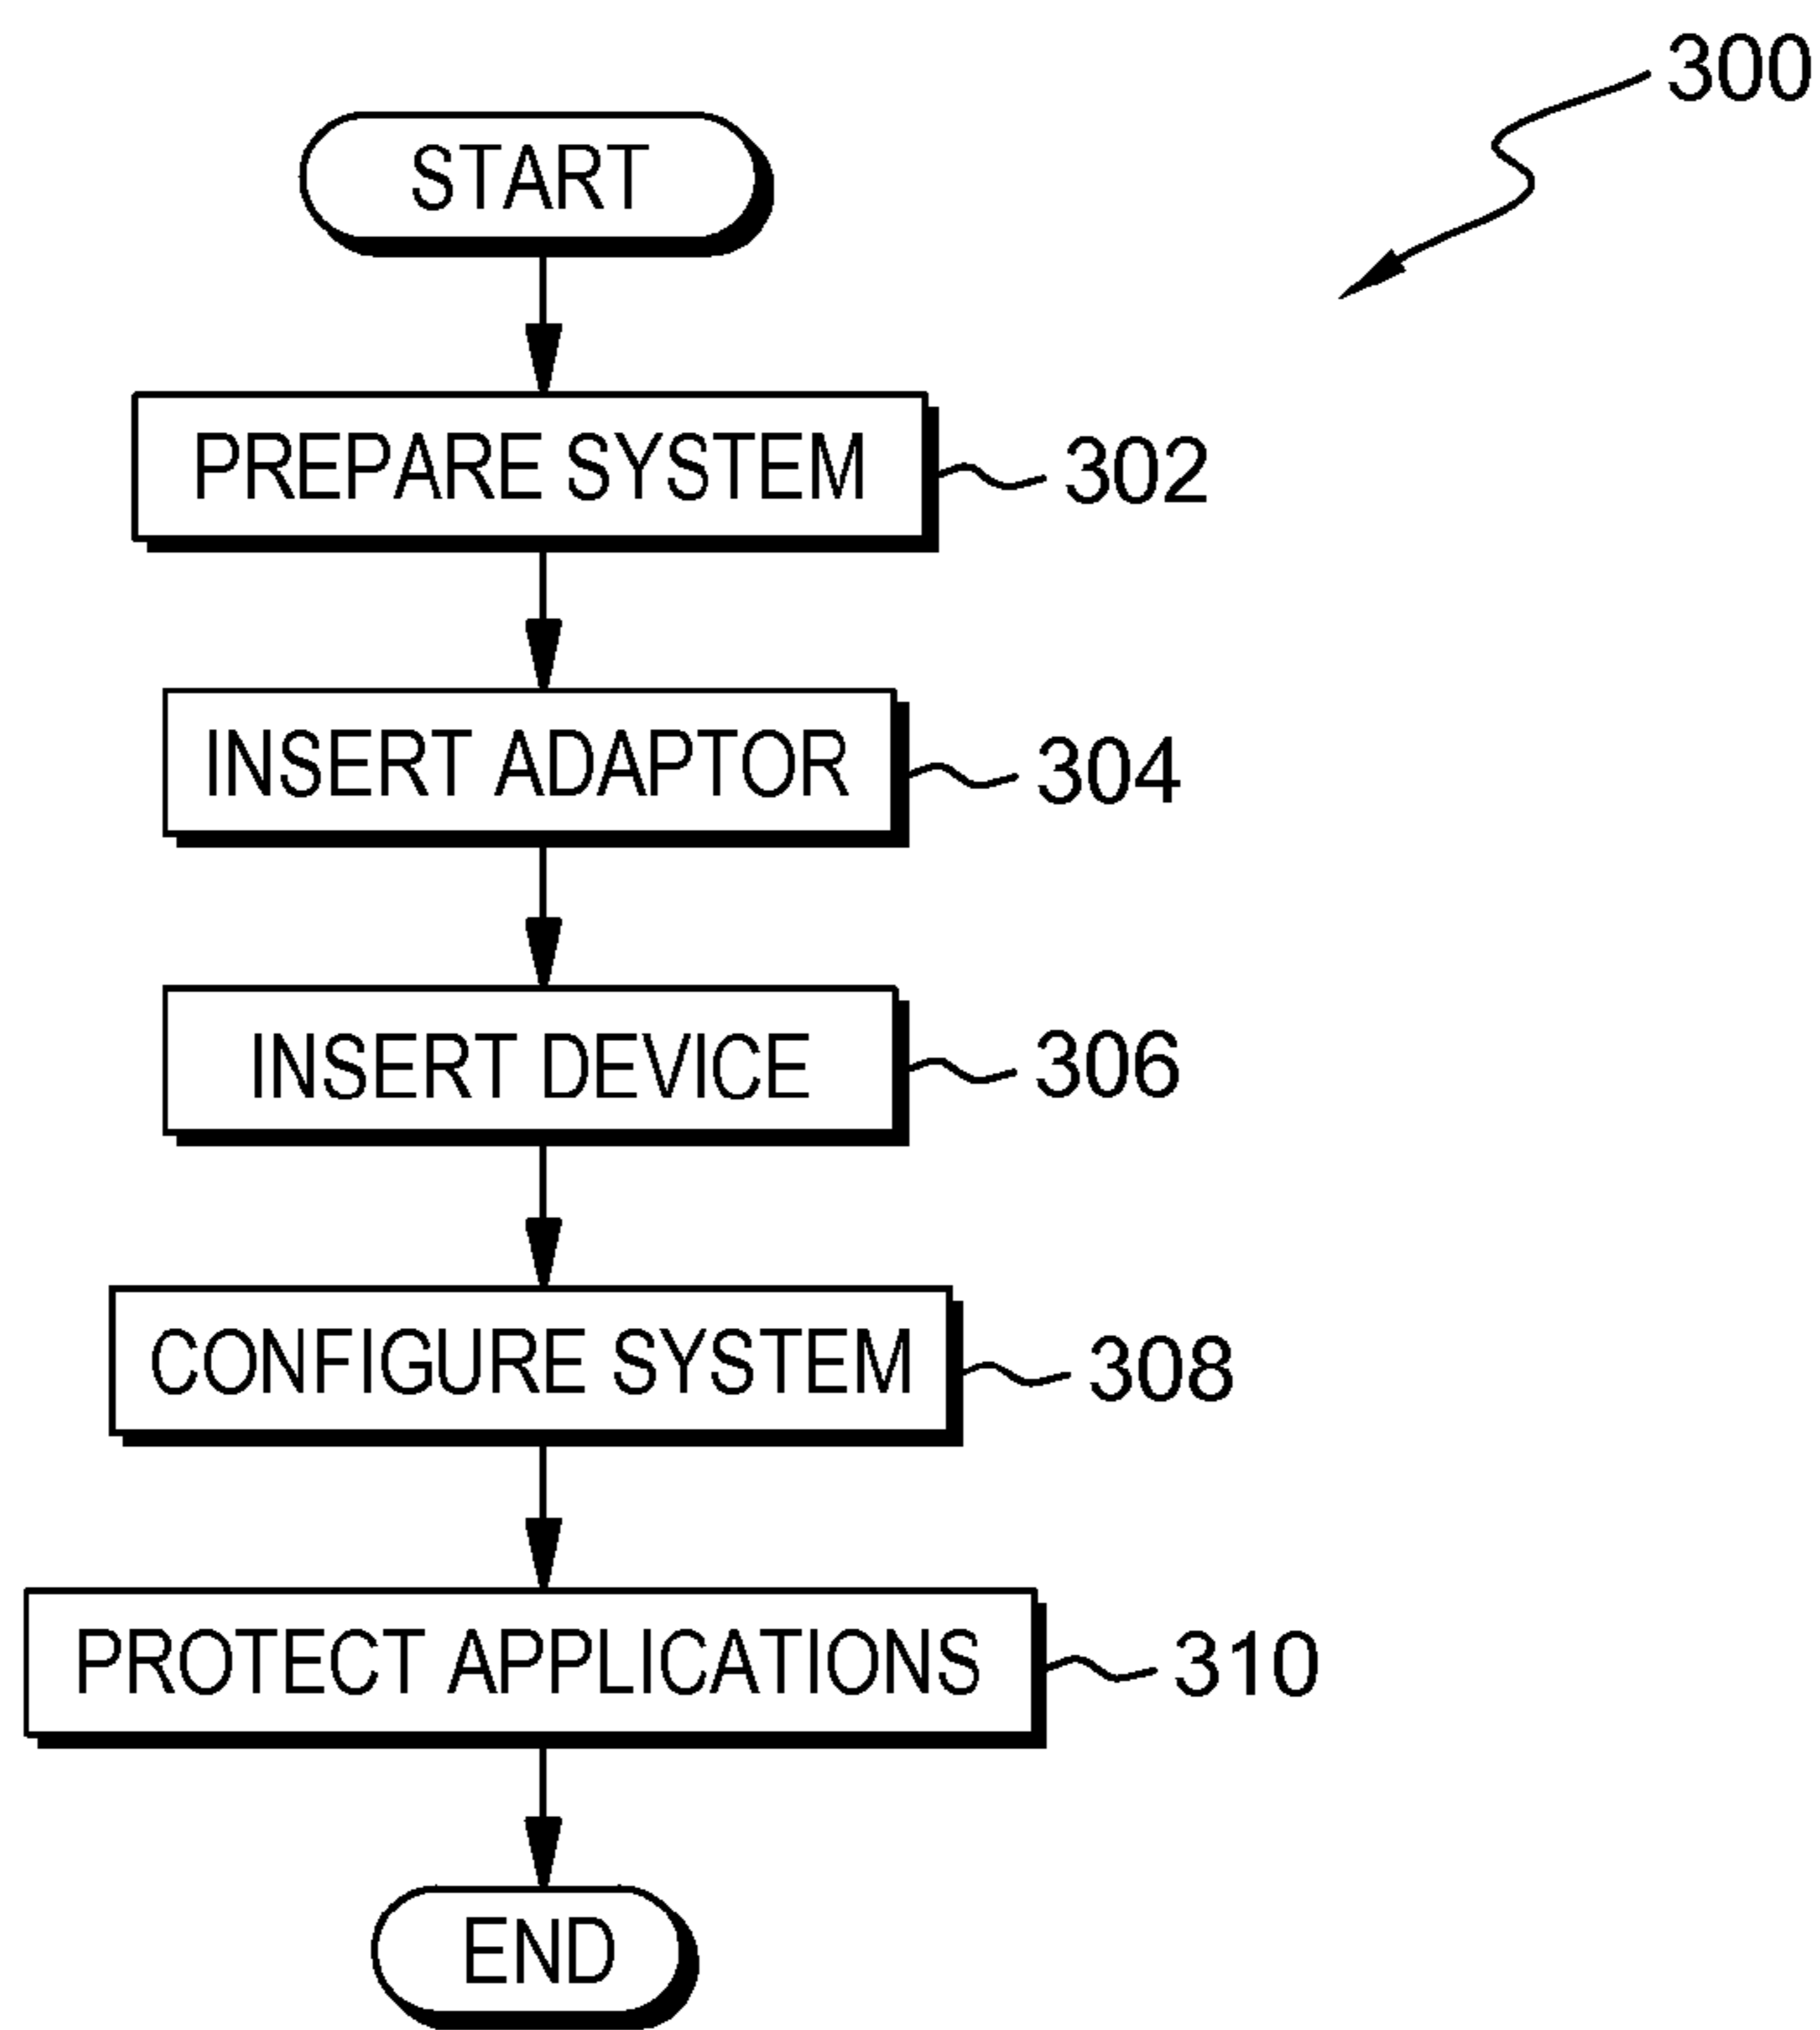 300
START
PREPARE SYSTEM 302
INSERT ADAPTOR 304
INSERT DEVICE 306
CONFIGURE SYSTEM 308
PROTECT APPLICATIONS 310
END